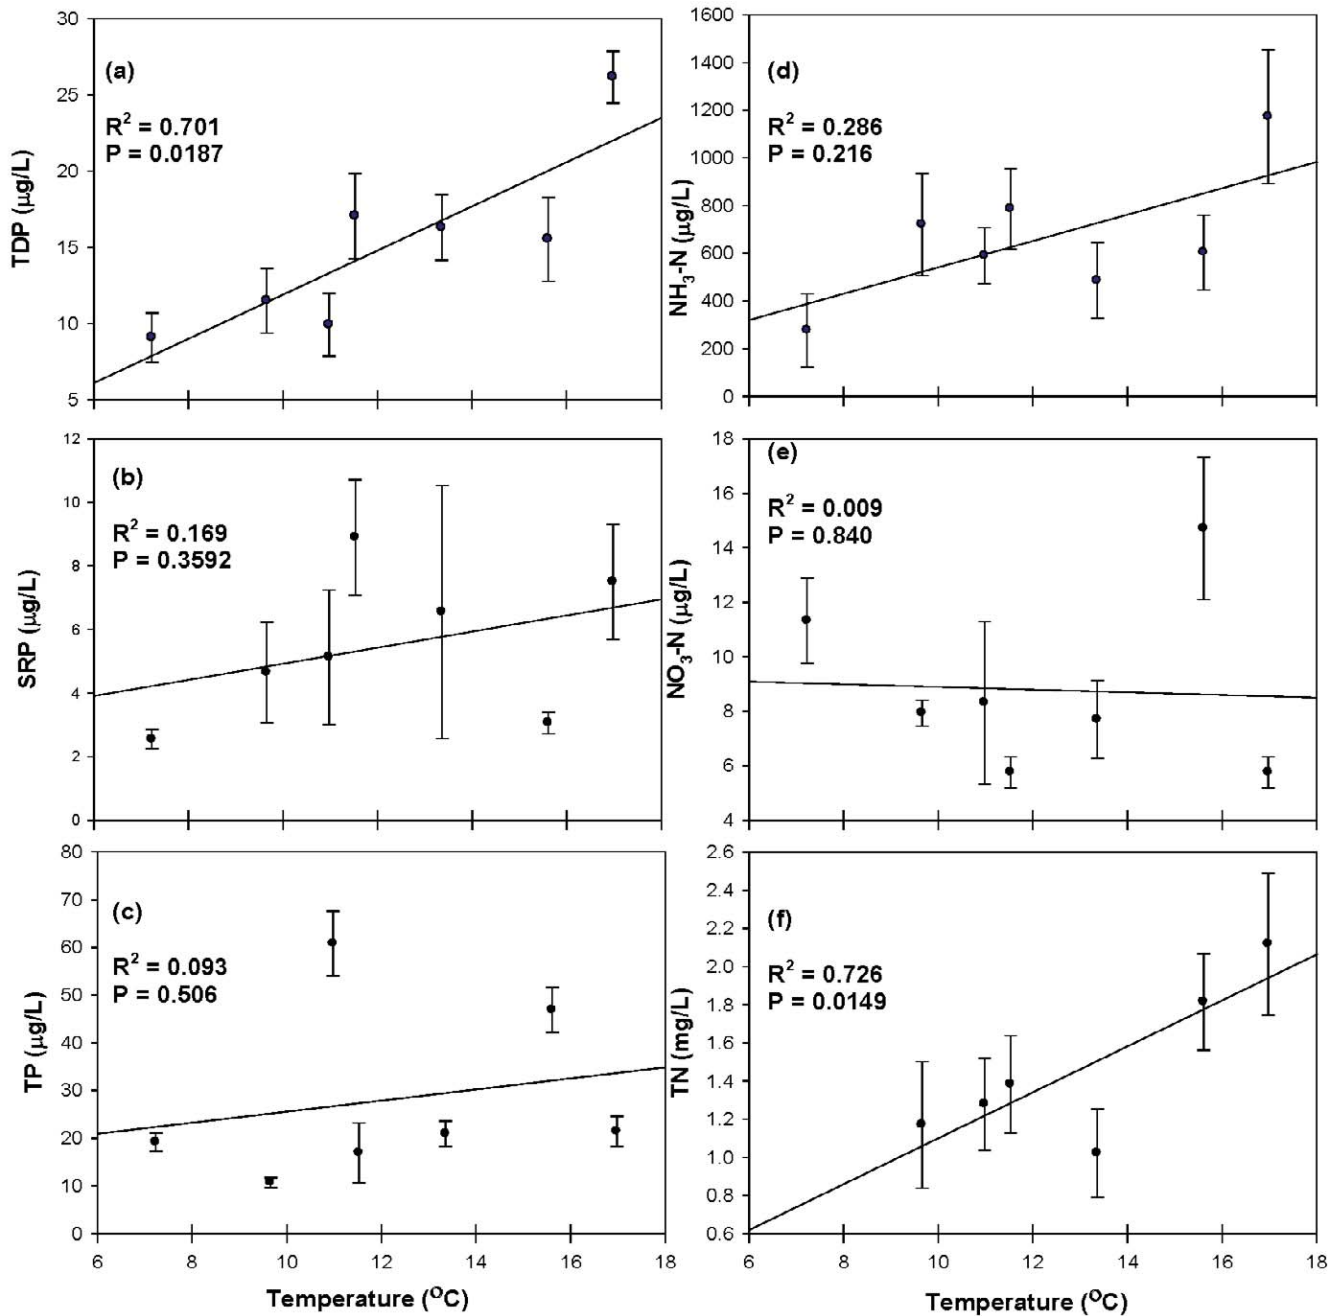 (a)
R² = 0.701
P = 0.0187
TDP (µg/L)
30
25
20
15
10
5
(d)
R² = 0.286
P = 0.216
NH₃-N (µg/L)
1600
1400
1200
1000
800
600
400
200
0
(b)
R² = 0.169
P = 0.3592
SRP (µg/L)
12
10
8
6
4
2
0
(e)
R² = 0.009
P = 0.840
NO₃-N (µg/L)
18
16
14
12
10
8
6
4
(c)
R² = 0.093
P = 0.506
TP (µg/L)
80
70
60
50
40
30
20
10
0
6 8 10 12 14 16 18
Temperature (ᴼC)
(f)
R² = 0.726
P = 0.0149
TN (mg/L)
2.6
2.4
2.2
2.0
1.8
1.6
1.4
1.2
1.0
0.8
0.6
6 8 10 12 14 16 18
Temperature (ᴼC)